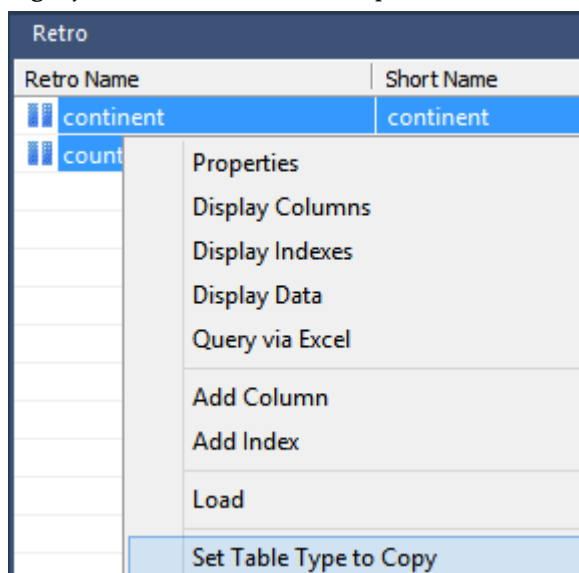 Retro
Retro Name Short Name
continent continent
count
Properties
Display Columns
Display Indexes
Display Data
Query via Excel
Add Column
Add Index
Load
Set Table Type to Copy